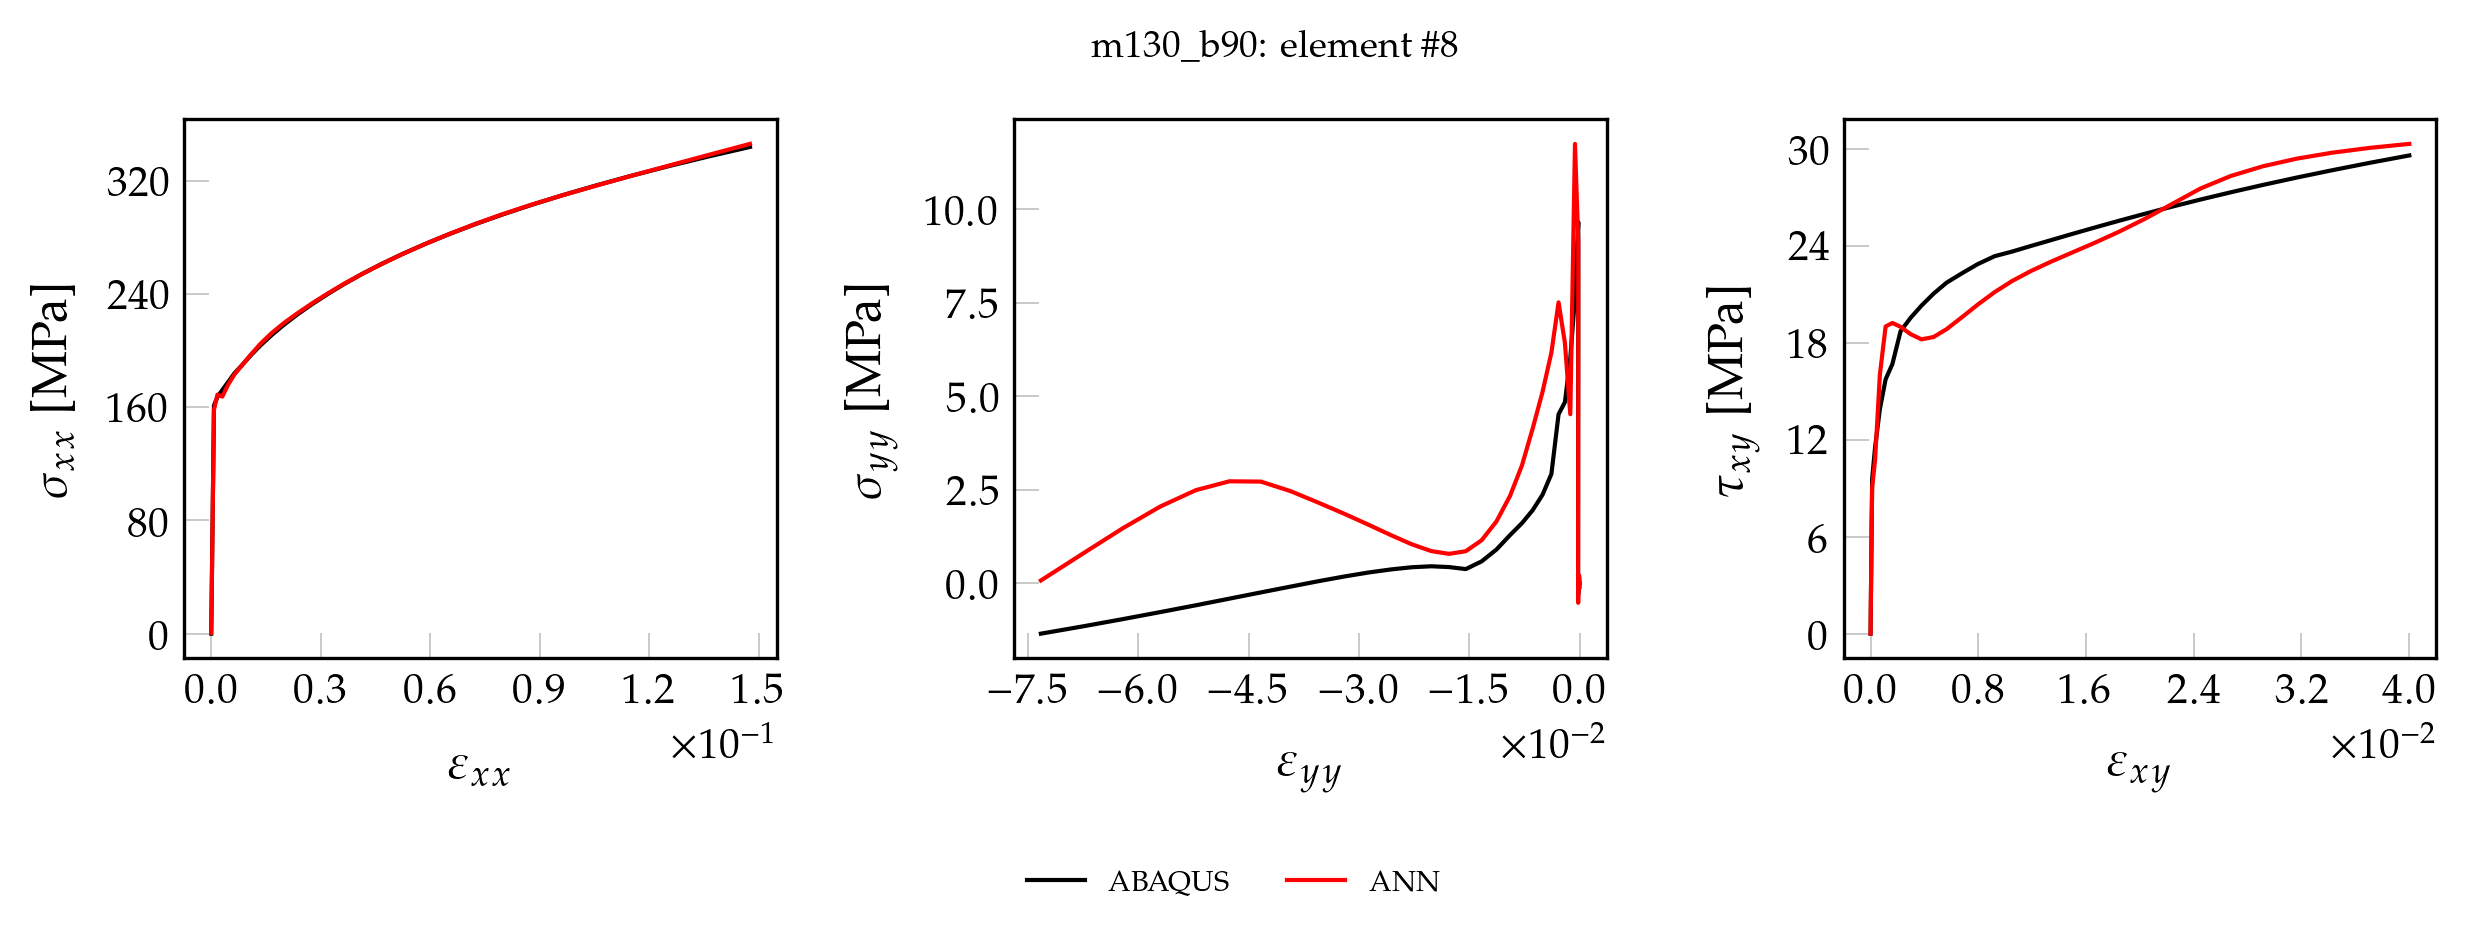 m130_b90: element #8
σxx [MPa]
320
240
160
80
0
0.0 0.3 0.6 0.9 1.2 1.5
×10⁻¹
εxx
σyy [MPa]
10.0
7.5
5.0
2.5
0.0
−7.5 −6.0 −4.5 −3.0 −1.5 0.0
×10⁻²
εyy
τxy [MPa]
30
24
18
12
6
0
0.0 0.8 1.6 2.4 3.2 4.0
×10⁻²
εxy
ABAQUS ANN